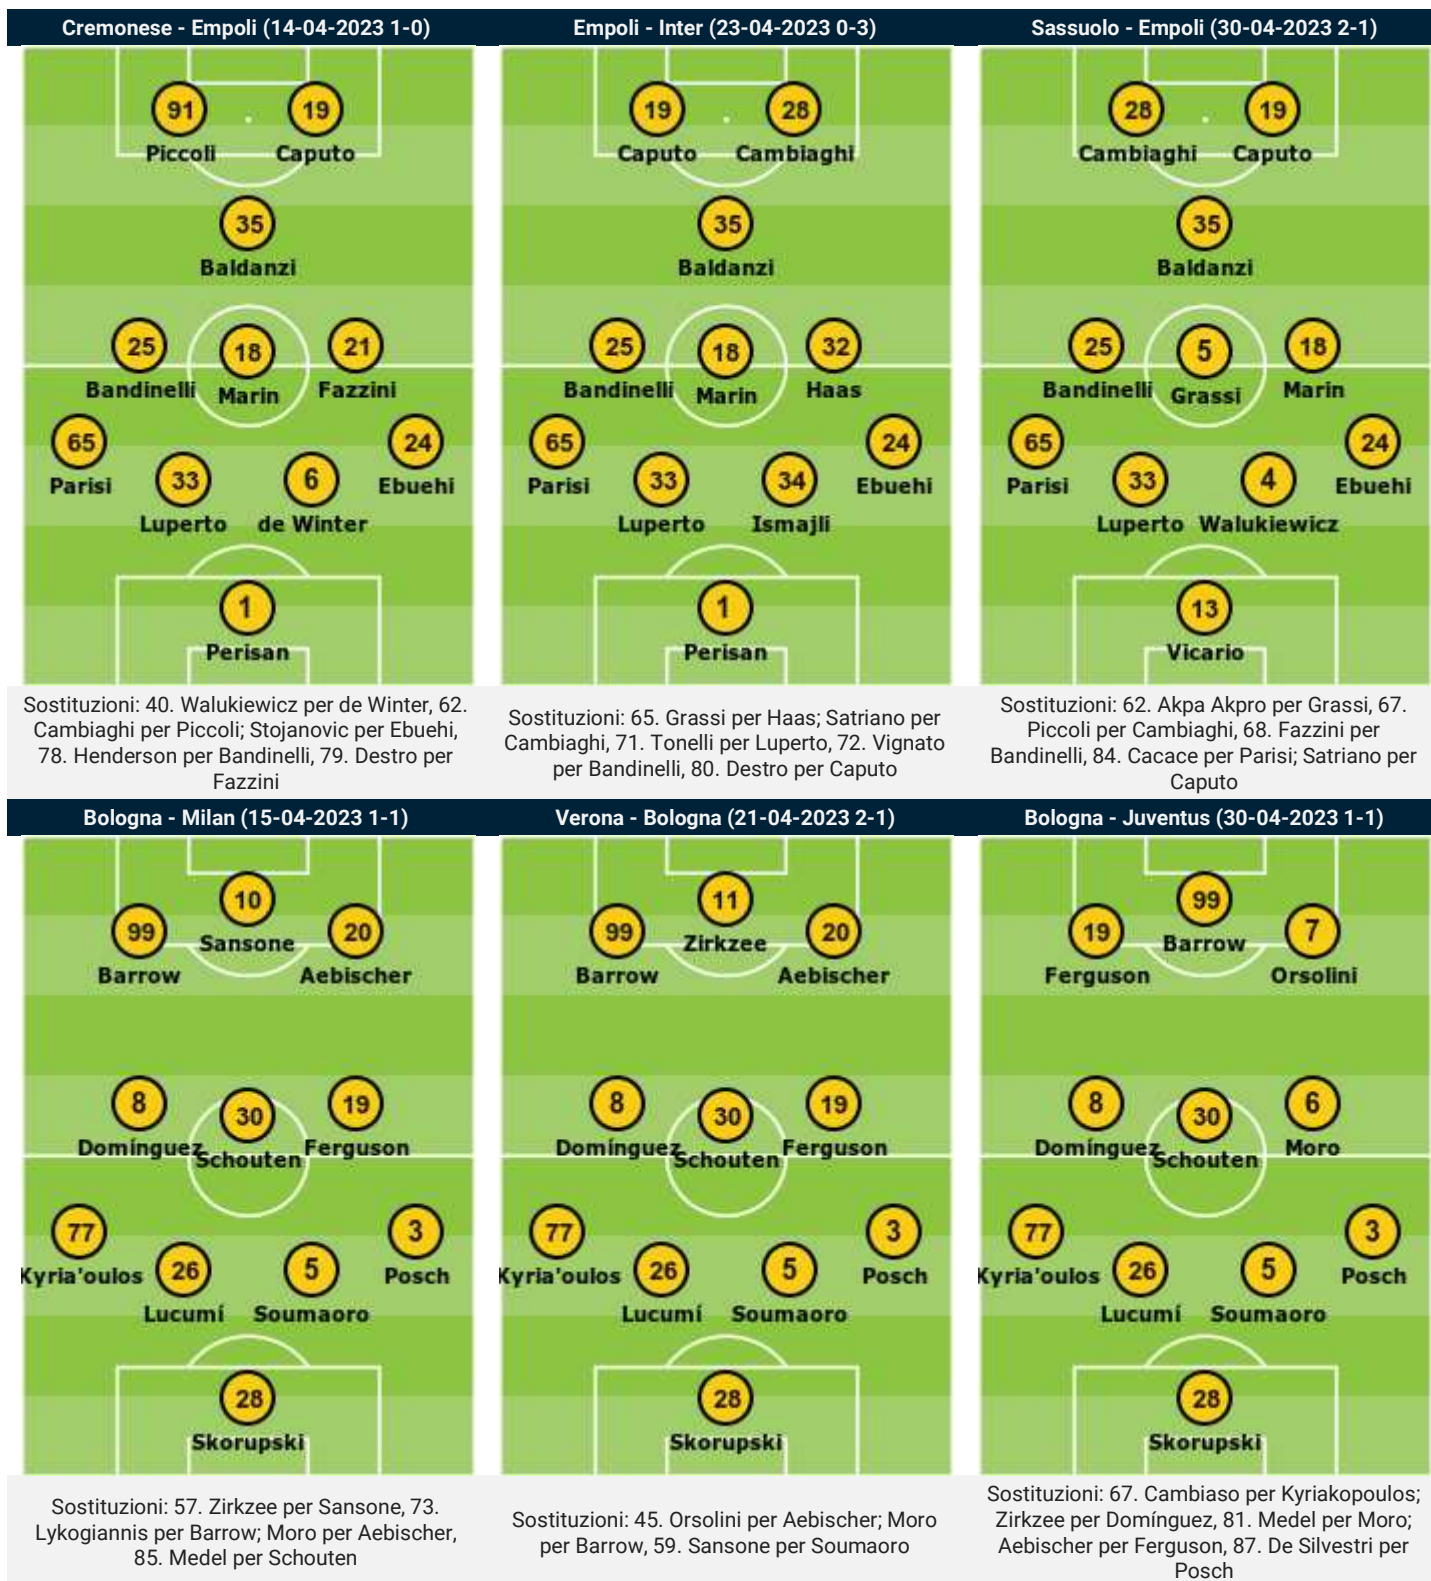 Cremonese - Empoli (14-04-2023 1-0)
91
19
Piccoli
Caputo
35
Baldanzi
25
18
21
Bandinelli
Marin
Fazzini
65
24
Parisi
Ebuehi
33
6
Luperto
de Winter
1
Perisan
Sostituzioni: 40. Walukiewicz per de Winter, 62.
Cambiaghi per Piccoli; Stojanovic per Ebuehi,
78. Henderson per Bandinelli, 79. Destro per
Fazzini
Empoli - Inter (23-04-2023 0-3)
19
28
Caputo
Cambiaghi
35
Baldanzi
25
18
32
Bandinelli
Marin
Haas
65
24
Parisi
Ebuehi
33
34
Luperto
Ismajli
1
Perisan
Sostituzioni: 65. Grassi per Haas; Satriano per
Cambiaghi, 71. Tonelli per Luperto, 72. Vignato
per Bandinelli, 80. Destro per Caputo
Sassuolo - Empoli (30-04-2023 2-1)
28
19
Cambiaghi
Caputo
35
Baldanzi
25
5
18
Bandinelli
Grassi
Marin
65
24
Parisi
Ebuehi
33
4
Luperto
Walukiewicz
13
Vicario
Sostituzioni: 62. Akpa Akpro per Grassi, 67.
Piccoli per Cambiaghi, 68. Fazzini per
Bandinelli, 84. Cacace per Parisi; Satriano per
Caputo
Bologna - Milan (15-04-2023 1-1)
10
Sansone
99
20
Barrow
Aebischer
8
30
19
Domínguez
Schouten
Ferguson
77
3
Kyria'oulos
Posch
26
5
Lucumí
Soumaoro
28
Skorupski
Sostituzioni: 57. Zirkzee per Sansone, 73.
Lykogiannis per Barrow; Moro per Aebischer,
85. Medel per Schouten
Verona - Bologna (21-04-2023 2-1)
11
Zirkzee
99
20
Barrow
Aebischer
8
30
19
Domínguez
Schouten
Ferguson
77
3
Kyria'oulos
Posch
26
5
Lucumí
Soumaoro
28
Skorupski
Sostituzioni: 45. Orsolini per Aebischer; Moro
per Barrow, 59. Sansone per Soumaoro
Bologna - Juventus (30-04-2023 1-1)
99
Barrow
19
7
Ferguson
Orsolini
8
30
6
Domínguez
Schouten
Moro
77
3
Kyria'oulos
Posch
26
5
Lucumí
Soumaoro
28
Skorupski
Sostituzioni: 67. Cambiaso per Kyriakopoulos;
Zirkzee per Domínguez, 81. Medel per Moro;
Aebischer per Ferguson, 87. De Silvestri per
Posch